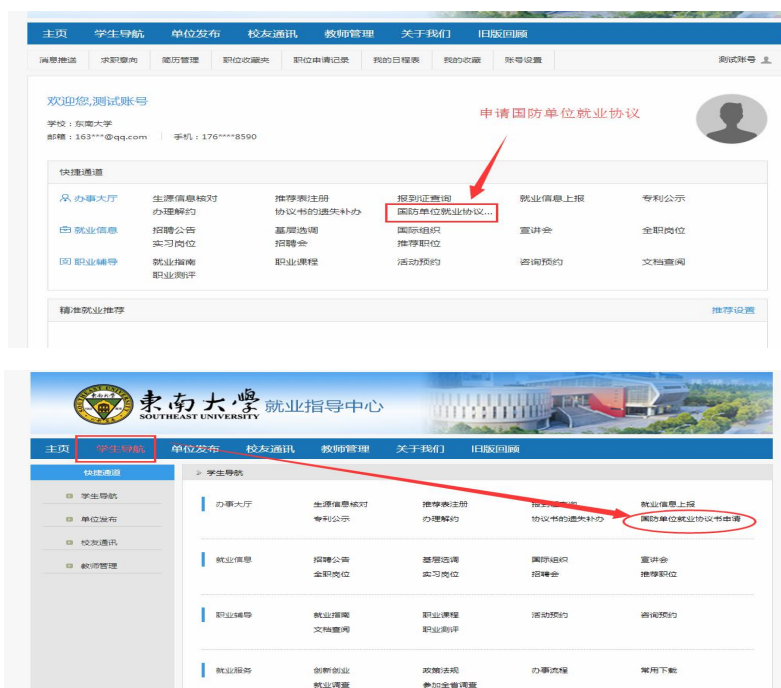 主页 学生导航 单位发布 校友通讯 教师管理 关于我们 旧版回顾
消息推送 求职意向 简历管理 职位收藏夹 职位申请记录 我的日程表 我的收藏 账号设置 测试账号
欢迎您,测试账号
申请国防单位就业协议
学校：东南大学
邮箱：163***@qq.com 手机：176****8590
快捷通道
办事大厅 生源信息核对 推荐表注册 报到证查询 就业信息上报 专利公示
办理解约 协议书的遗失补办 国防单位就业协议...
就业信息 招聘公告 基层选调 国际组织 宣讲会 全职岗位
实习岗位 招聘会 推荐职位
职业辅导 就业指南 职业课程 活动预约 咨询预约 文档查阅
职业测评
精准就业推荐 推荐设置
東南大學 就业指导中心
SOUTHEAST UNIVERSITY
主页 学生导航 单位发布 校友通讯 教师管理 关于我们 旧版回顾
快捷通道 > 学生导航
学生导航
单位发布
校友通讯
教师管理
办事大厅 生源信息核对 推荐表注册 报到证查询 就业信息上报
专利公示 办理解约 协议书的遗失补办 国防单位就业协议书申请
就业信息 招聘公告 基层选调 国际组织 宣讲会
全职岗位 实习岗位 招聘会 推荐职位
职业辅导 就业指南 职业课程 活动预约 咨询预约
文档查阅 职业测评
就业服务 创新创业 政策法规 办事流程 常用下载
就业调查 参加全省调查